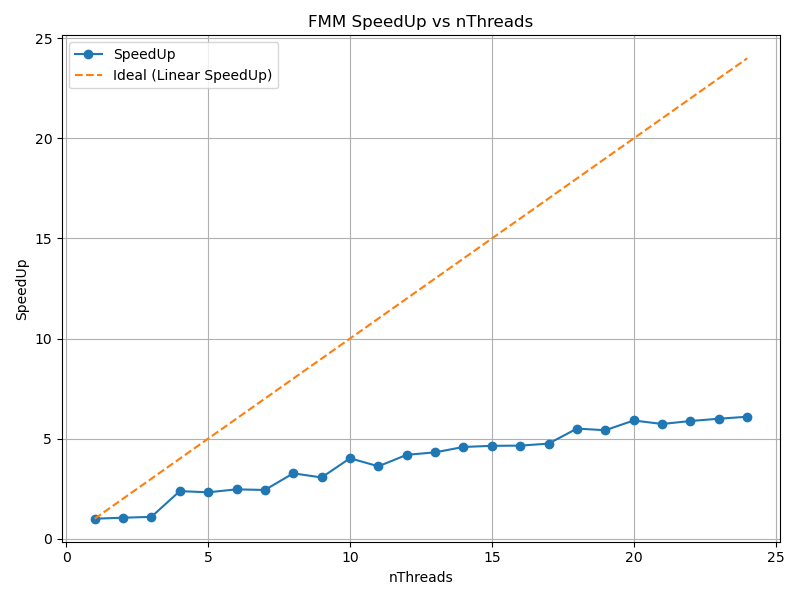 FMM SpeedUp vs nThreads
SpeedUp
Ideal (Linear SpeedUp)
25
20
15
10
5
0
SpeedUp
0 5 10 15 20 25
nThreads